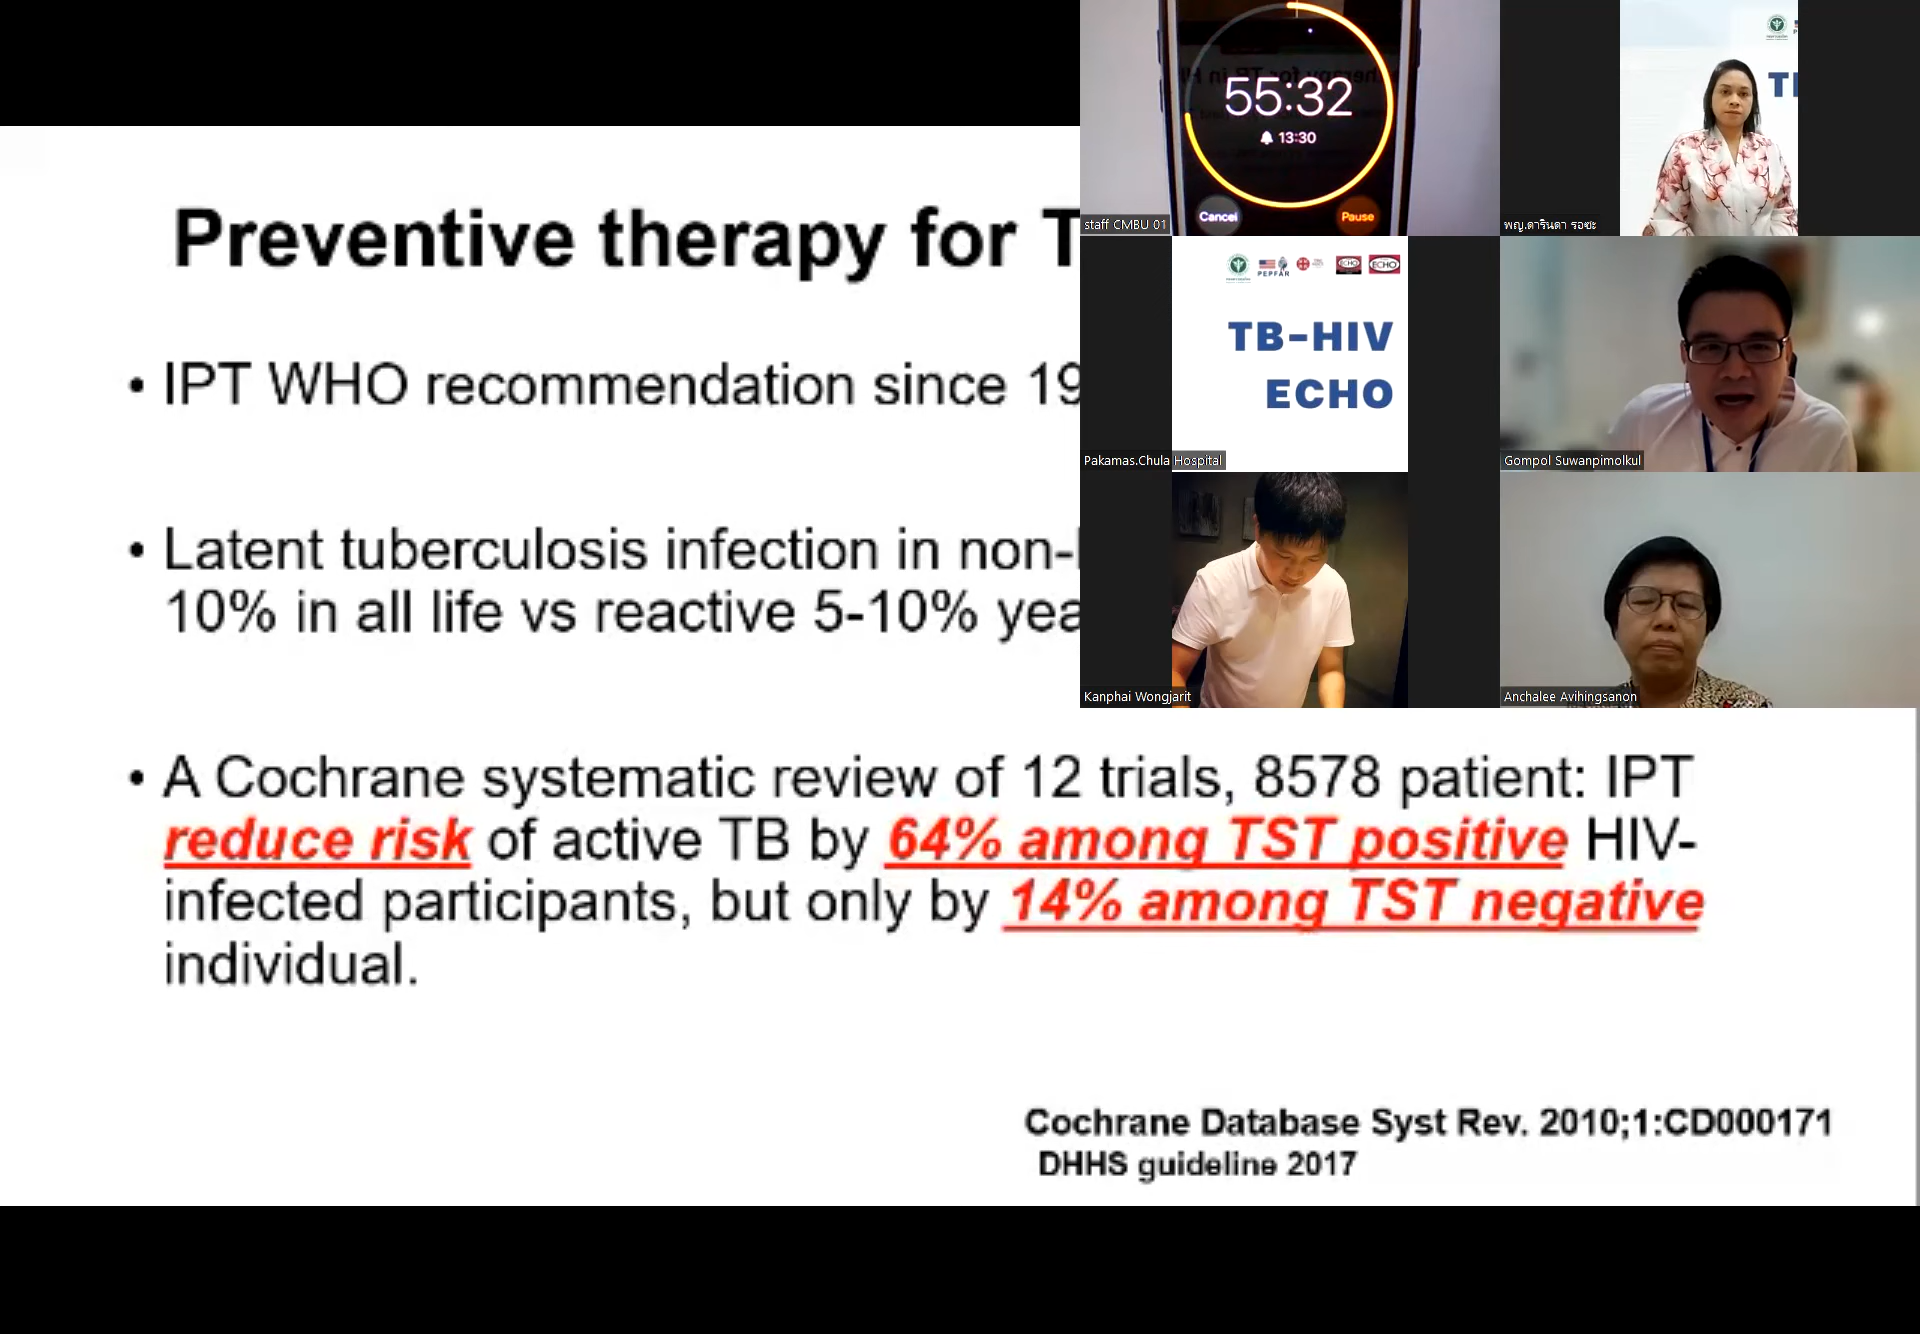 Preventive therapy for T
• IPT WHO recommendation since 19
• Latent tuberculosis infection in non-
10% in all life vs reactive 5-10% yea
• A Cochrane systematic review of 12 trials, 8578 patient: IPT
reduce risk of active TB by 64% among TST positive HIV-
infected participants, but only by 14% among TST negative
individual.
Cochrane Database Syst Rev. 2010;1:CD000171
DHHS guideline 2017
55:32
13:30
Cancel
Pause
staff CMBU 01
พญ.ดารินดา รอซะ
PEPFAR
ECHO
ECHO
TB-HIV
ECHO
Pakamas.Chula Hospital
Gompol Suwanpimolkul
Kanphai Wongjarit
Anchalee Avihingsanon